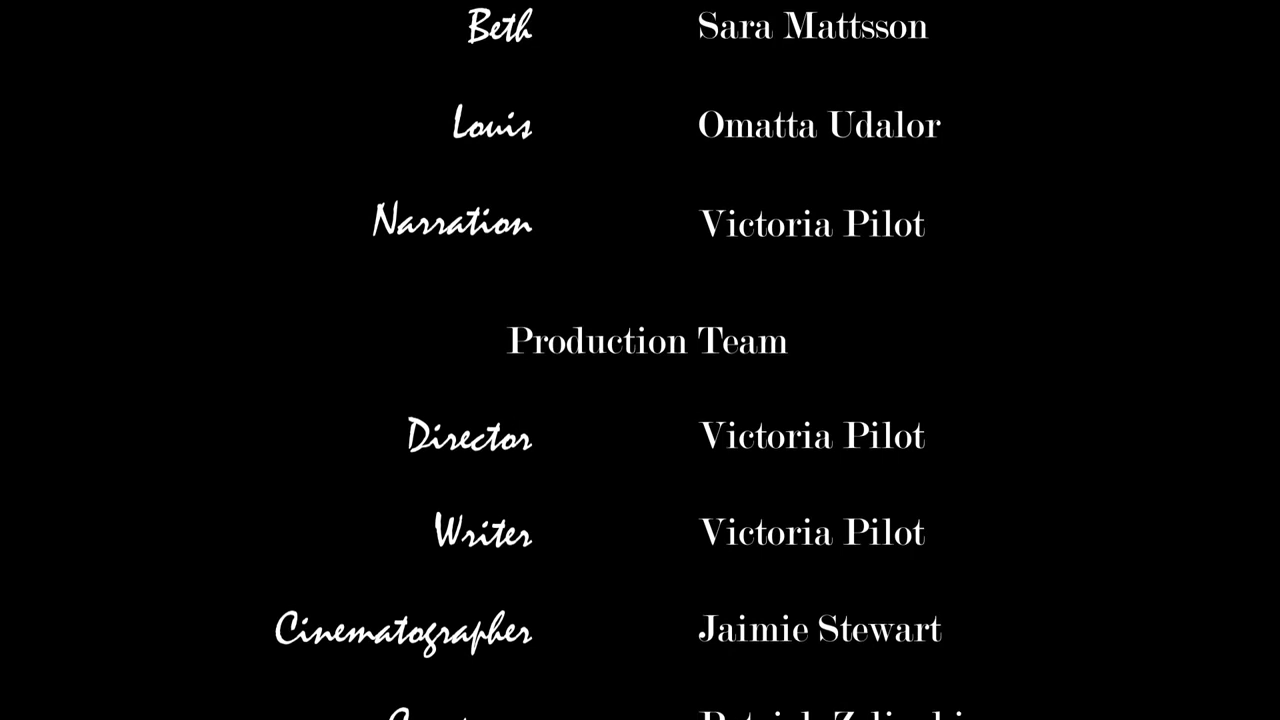 Beth Sara Mattsson
Louis Omatta Udalor
Narration Victoria Pilot
Production Team
Director Victoria Pilot
Writer Victoria Pilot
Cinematographer Jaimie Stewart